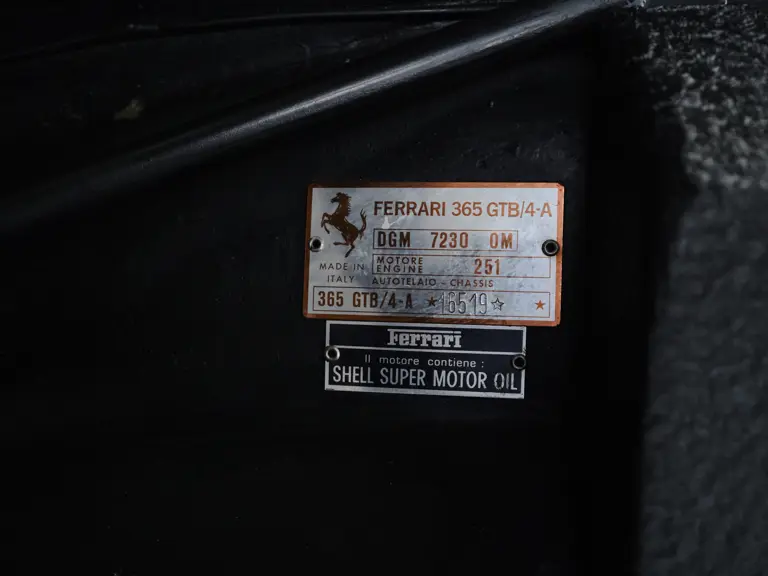 FERRARI 365 GTB/4-A
DGM 7230 OM
MADE IN ITALY
MOTORE ENGINE 251
AUTOTELAIO - CHASSIS
365 GTB/4-A ★16519☆ ★
Ferrari
Il motore contiene :
SHELL SUPER MOTOR OIL